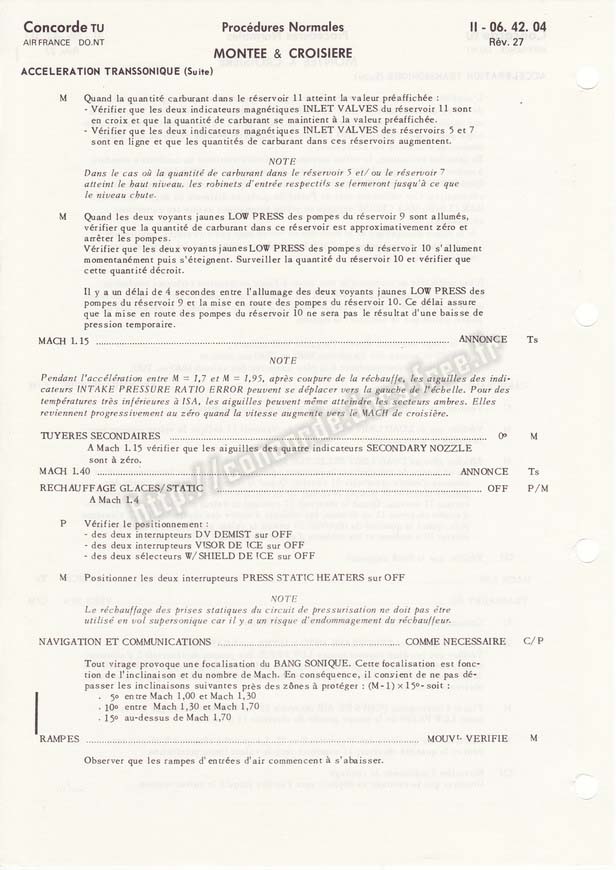 Concorde TU
Procédures Normales
II - 06. 42. 04
AIR FRANCE DO.NT
Rév. 27
MONTEE & CROISIERE
ACCELERATION TRANSSONIQUE (Suite)
M Quand la quantité carburant dans le réservoir 11 atteint la valeur préaffichée :
- Vérifier que les deux indicateurs magnétiques INLET VALVES du réservoir 11 sont
en croix et que la quantité de carburant se maintient à la valeur préaffichée.
- Vérifier que les deux indicateurs magnétiques INLET VALVES des réservoirs 5 et 7
sont en ligne et que les quantités de carburant dans ces réservoirs augmentent.
NOTE
Dans le cas où la quantité de carburant dans le réservoir 5 et/ou le réservoir 7
atteint le haut niveau, les robinets d'entrée respectifs se fermeront jusqu'à ce que
le niveau chute.
M Quand les deux voyants jaunes LOW PRESS des pompes du réservoir 9 sont allumés,
vérifier que la quantité de carburant dans ce réservoir est approximativement zéro et
arrêter les pompes.
Vérifier que les deux voyants jaunes LOW PRESS des pompes du réservoir 10 s'allument
momentanément puis s'éteignent. Surveiller la quantité du réservoir 10 et vérifier que
cette quantité décroit.
Il y a un délai de 4 secondes entre l'allumage des deux voyants jaunes LOW PRESS des
pompes du réservoir 9 et la mise en route des pompes du réservoir 10. Ce délai assure
que la mise en route des pompes du réservoir 10 ne sera pas le résultat d'une baisse de
pression temporaire.
MACH 1.15 ........ ANNONCE Ts
NOTE
Pendant l'accélération entre M = 1,7 et M = 1,95, après coupure de la réchauffe, les aiguilles des indi-
cateurs INTAKE PRESSURE RATIO ERROR peuvent se déplacer vers la gauche de l'échelle. Pour des
températures très inférieures à ISA, les aiguilles peuvent même atteindre les secteurs ambres. Elles
reviennent progressivement au zéro quand la vitesse augmente vers le MACH de croisière.
TUYERES SECONDAIRES ........ 0º M
A Mach 1.15 vérifier que les aiguilles des quatre indicateurs SECONDARY NOZZLE
sont à zéro.
MACH 1.40 ........ ANNONCE Ts
RECHAUFFAGE GLACES/STATIC ........ OFF P/M
A Mach 1.4
P Vérifier le positionnement :
- des deux interrupteurs DV DEMIST sur OFF
- des deux interrupteurs VISOR DE ICE sur OFF
- des deux sélecteurs W/SHIELD DE ICE sur OFF
M Positionner les deux interrupteurs PRESS STATIC HEATERS sur OFF
NOTE
Le réchauffage des prises statiques du circuit de pressurisation ne doit pas être
utilisé en vol supersonique car il y a un risque d'endommagement du réchauffeur.
NAVIGATION ET COMMUNICATIONS ........ COMME NECESSAIRE C/P
Tout virage provoque une focalisation du BANG SONIQUE. Cette focalisation est fonc-
tion de l'inclinaison et du nombre de Mach. En conséquence, il convient de ne pas dé-
passer les inclinaisons suivantes près des zônes à protéger : (M-1) x 15º- soit :
. 5º entre Mach 1,00 et Mach 1,30
. 10º entre Mach 1,30 et Mach 1,70
. 15º au-dessus de Mach 1,70
RAMPES ........ MOUVt. VERIFIE M
Observer que les rampes d'entrées d'air commencent à s'abaisser.